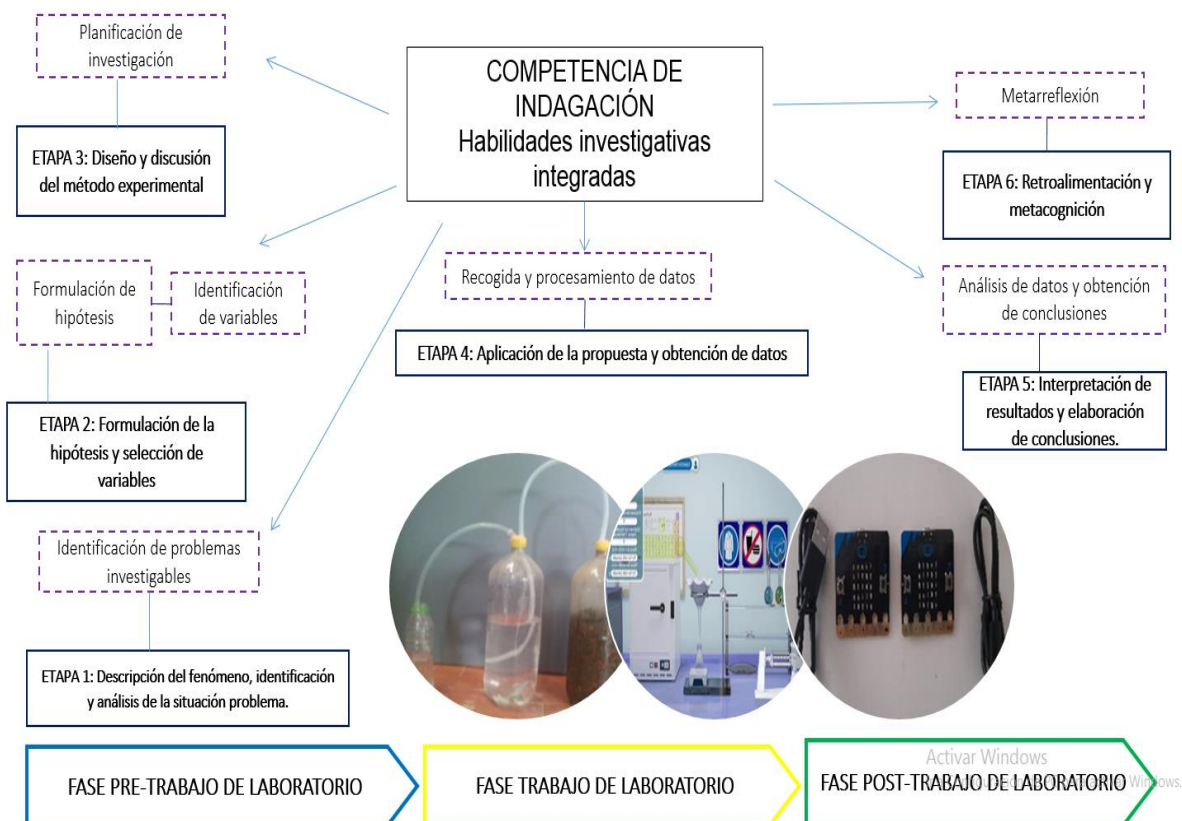 Planificación de
investigación
ETAPA 3: Diseño y discusión
del método experimental
COMPETENCIA DE
INDAGACIÓN
Habilidades investigativas
integradas
Metarreflexión
ETAPA 6: Retroalimentación y
metacognición
Formulación de
hipótesis
Identificación
de variables
Recogida y procesamiento de datos
Análisis de datos y obtención
de conclusiones
ETAPA 4: Aplicación de la propuesta y obtención de datos
ETAPA 5: Interpretación de
resultados y elaboración
de conclusiones.
ETAPA 2: Formulación de la
hipótesis y selección de
variables
Identificación de problemas
investigables
ETAPA 1: Descripción del fenómeno, identificación
y análisis de la situación problema.
FASE PRE-TRABAJO DE LABORATORIO
FASE TRABAJO DE LABORATORIO
FASE POST-TRABAJO DE LABORATORIO
Activar Windows
Windows.